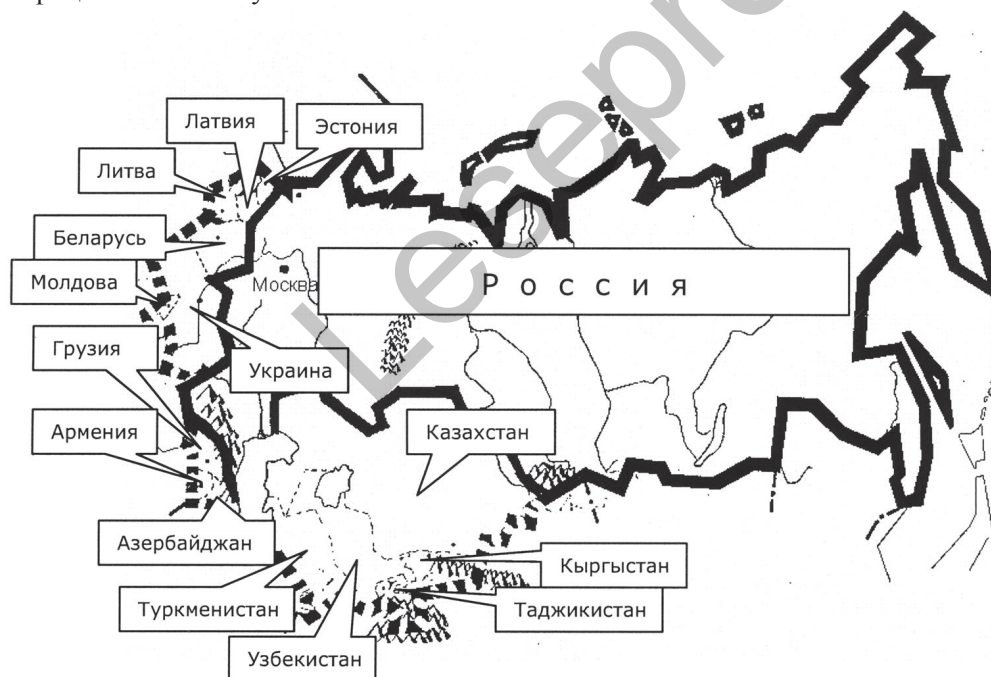 Латвия
Эстония
Литва
Беларусь
Молдова
Москва
Россия
Грузия
Украина
Армения
Казахстан
Азербайджан
Кыргыстан
Туркменистан
Таджикистан
Узбекистан